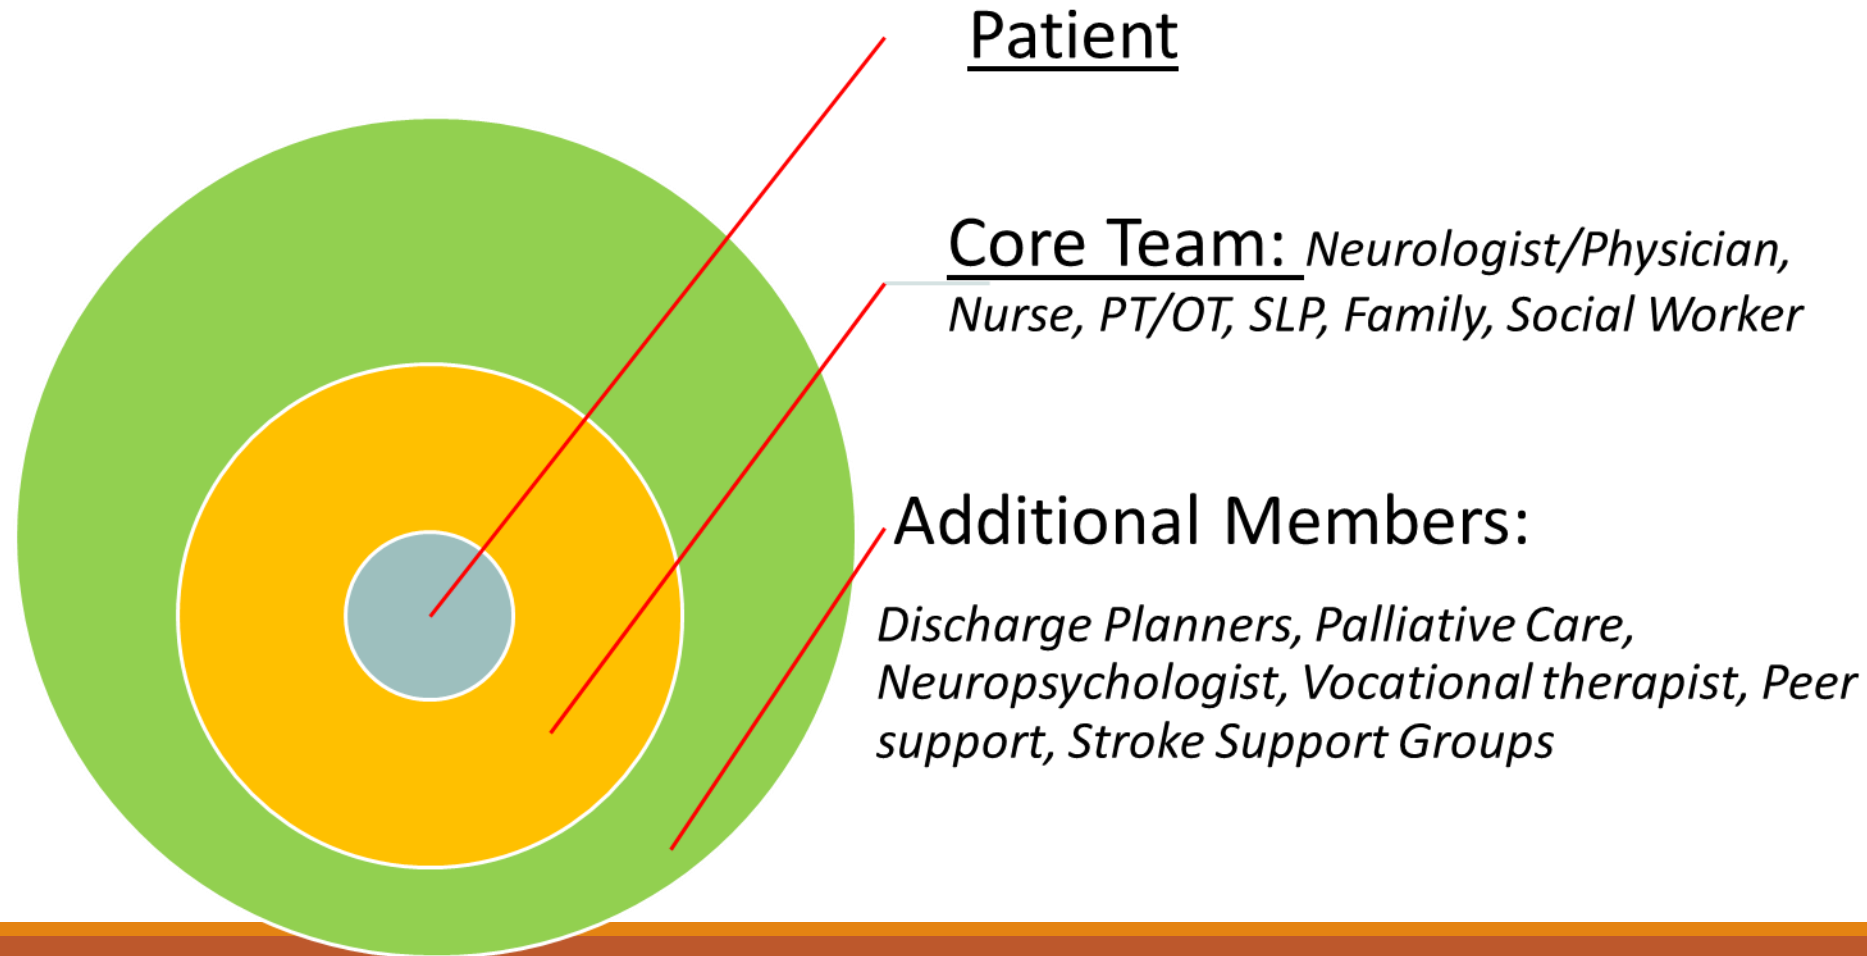 Patient
Core Team: Neurologist/Physician,
Nurse, PT/OT, SLP, Family, Social Worker
Additional Members:
Discharge Planners, Palliative Care,
Neuropsychologist, Vocational therapist, Peer
support, Stroke Support Groups